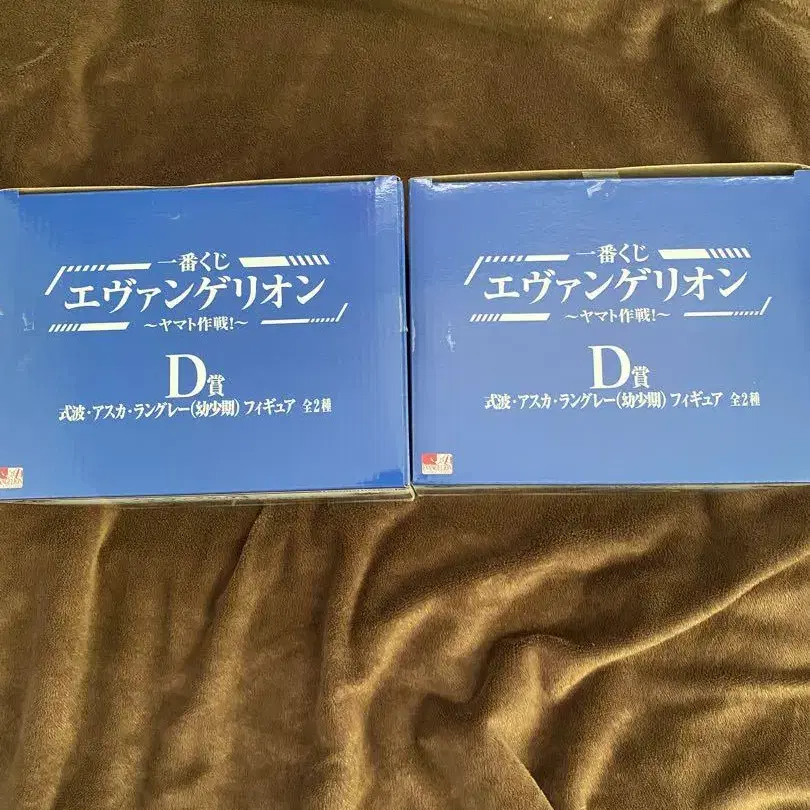 一番くじ
エヴァンゲリオン
～ヤマト作戦!～
D賞
式波・アスカ・ラングレー(幼少期) フィギュア 全2種
一番くじ
エヴァンゲリオン
～ヤマト作戦!～
D賞
式波・アスカ・ラングレー(幼少期) フィギュア 全2種
EVANGELION